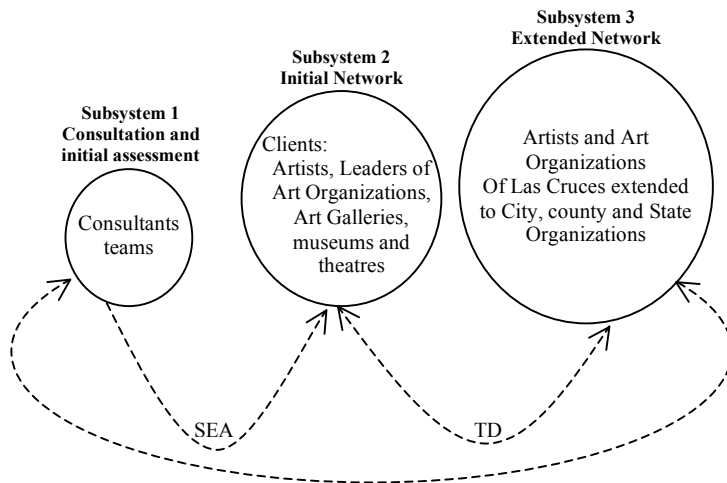 Subsystem 1
Consultation and
initial assessment
Consultants
teams
Subsystem 2
Initial Network
Clients:
Artists, Leaders of
Art Organizations,
Art Galleries,
museums and
theatres
Subsystem 3
Extended Network
Artists and Art
Organizations
Of Las Cruces extended
to City, county and State
Organizations
SEA
TD